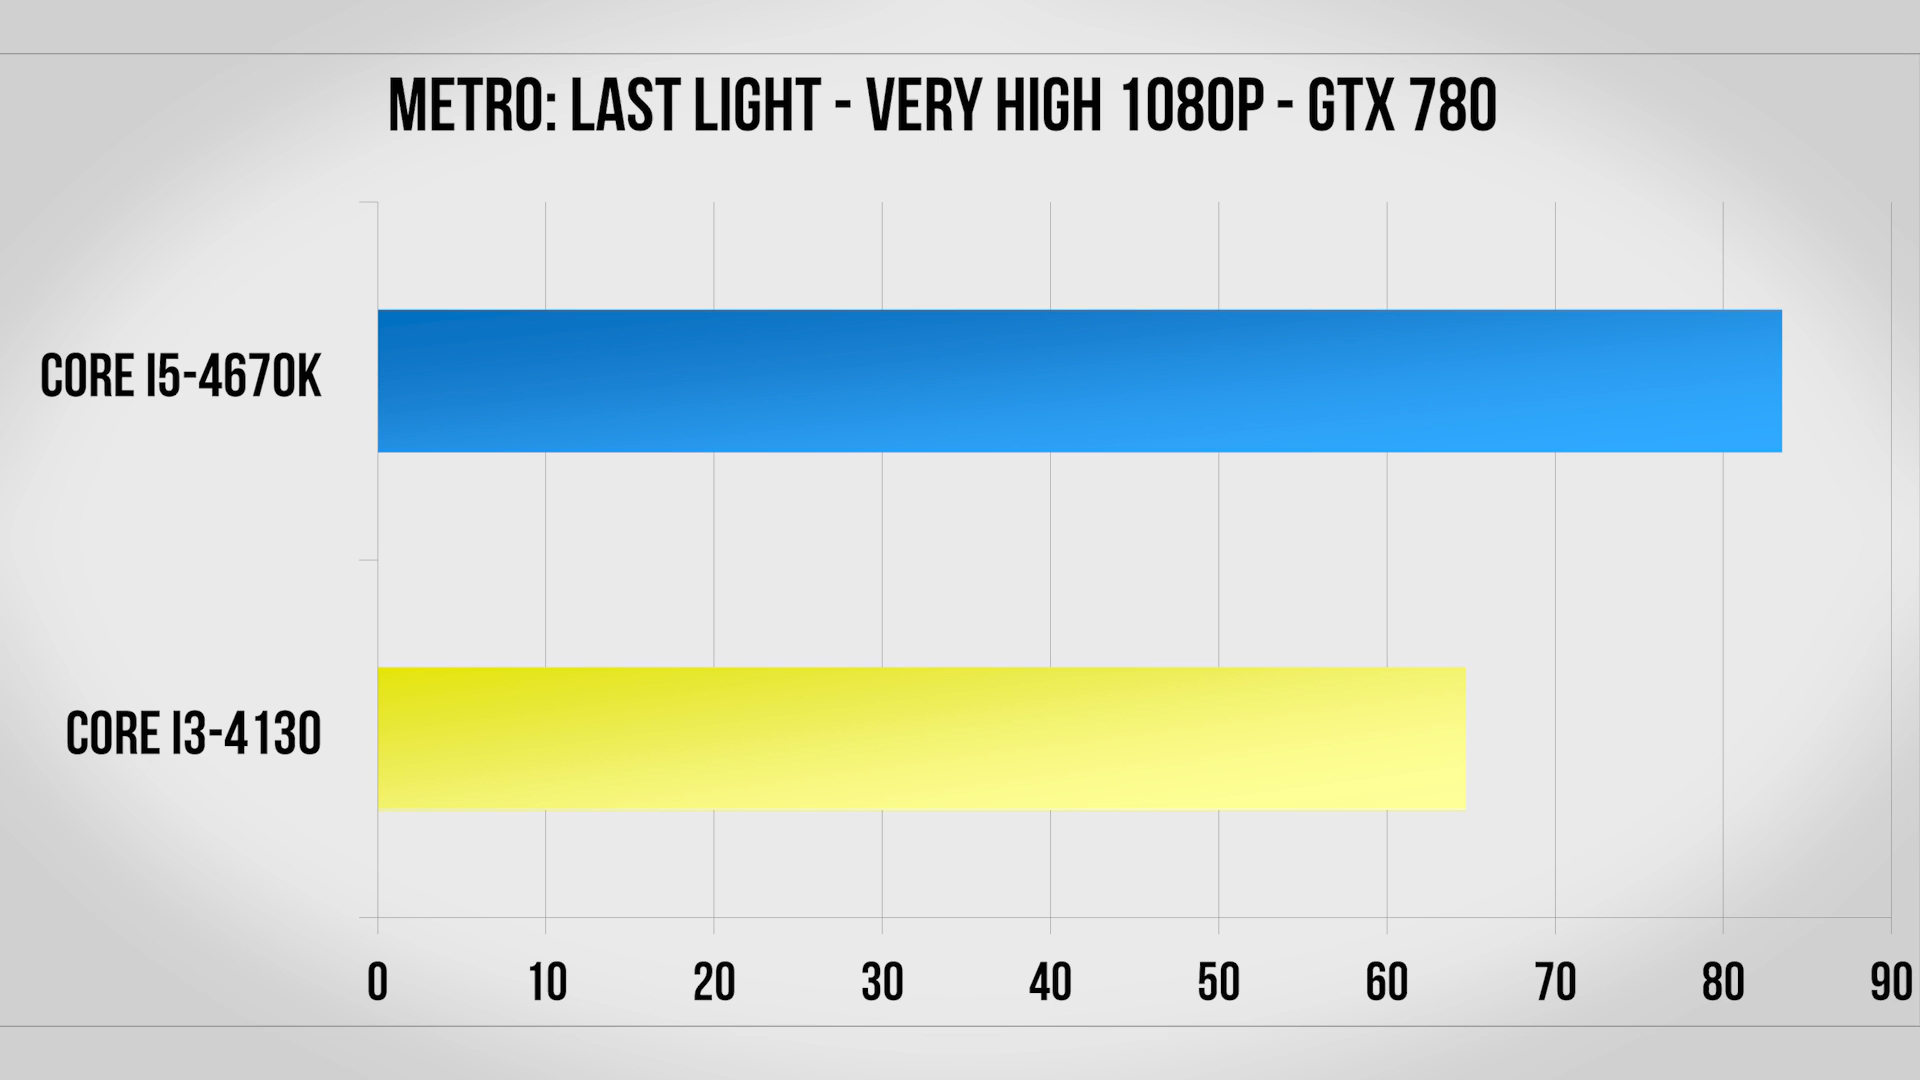 METRO: LAST LIGHT - VERY HIGH 1080P - GTX 780
CORE I5-4670K
CORE I3-4130
0 10 20 30 40 50 60 70 80 90